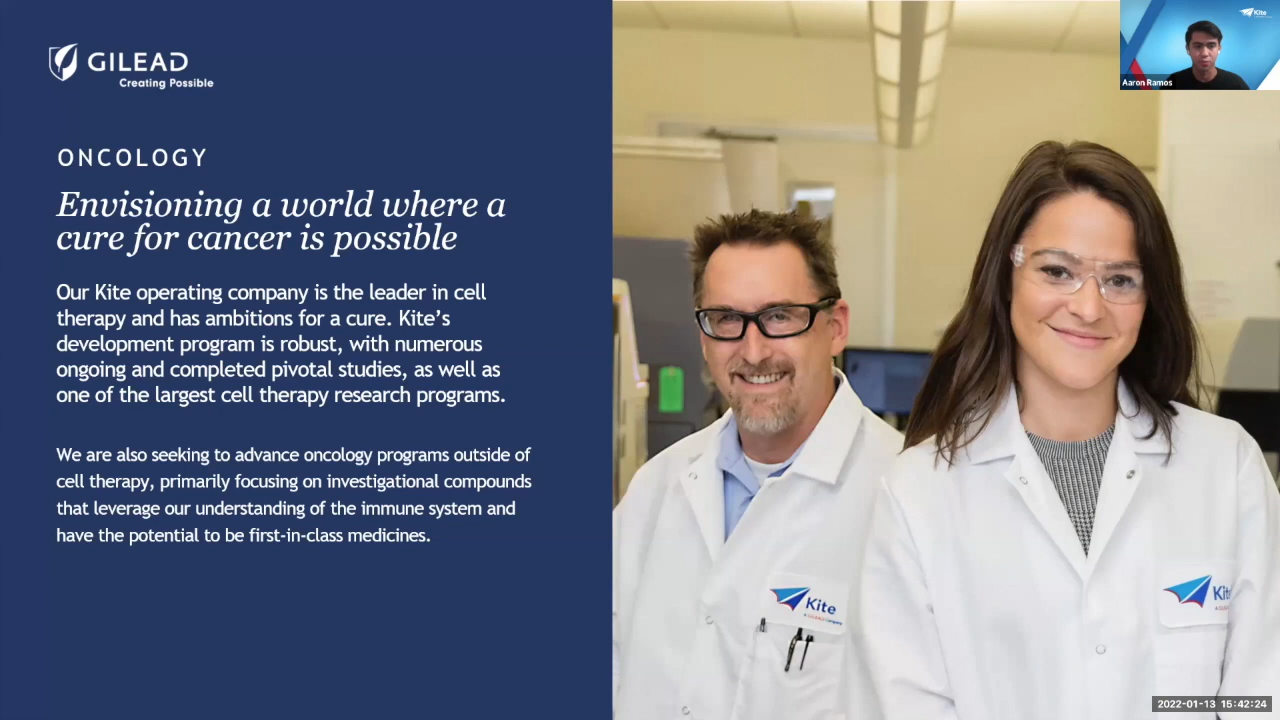 GILEAD
Creating Possible
ONCOLOGY
Envisioning a world where a
cure for cancer is possible
Our Kite operating company is the leader in cell
therapy and has ambitions for a cure. Kite's
development program is robust, with numerous
ongoing and completed pivotal studies, as well as
one of the largest cell therapy research programs.
We are also seeking to advance oncology programs outside of
cell therapy, primarily focusing on investigational compounds
that leverage our understanding of the immune system and
have the potential to be first-in-class medicines.
Kite
Aaron Ramos
Kite
A GILEAD Company
Kite
2022-01-13 15:42:24